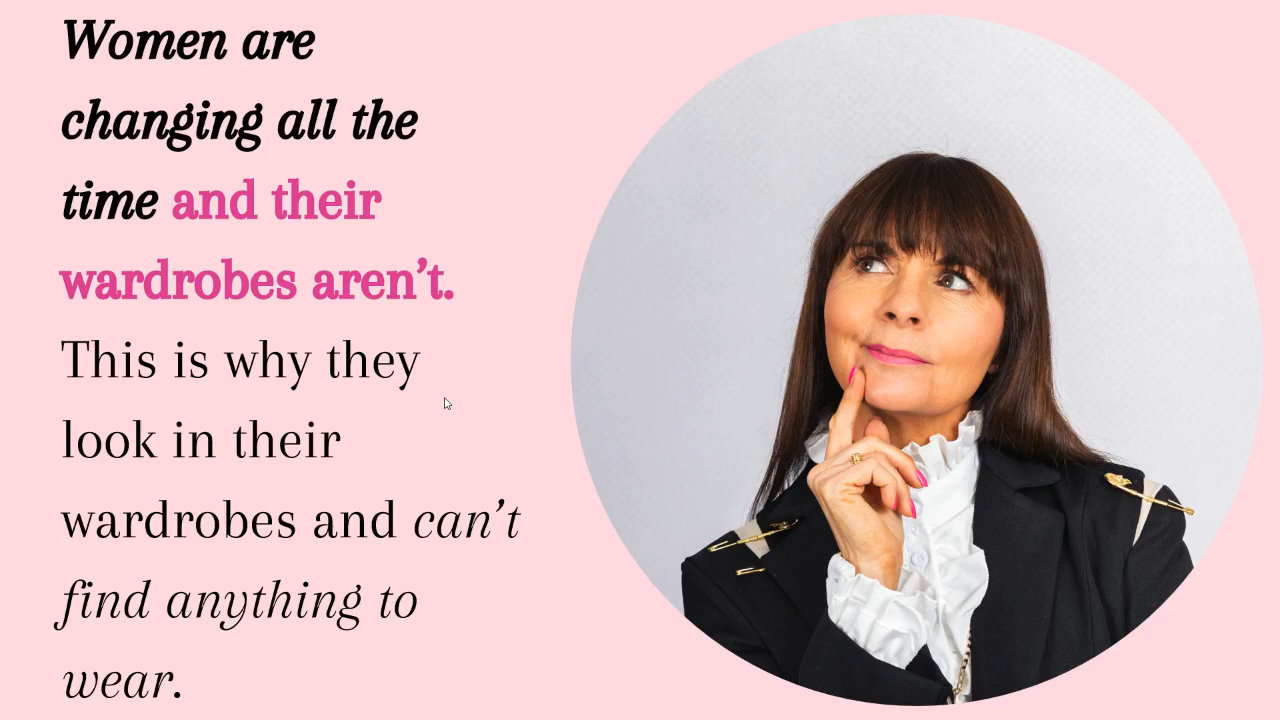 Women are
changing all the
time and their
wardrobes aren’t.
This is why they
look in their
wardrobes and can’t
find anything to
wear.